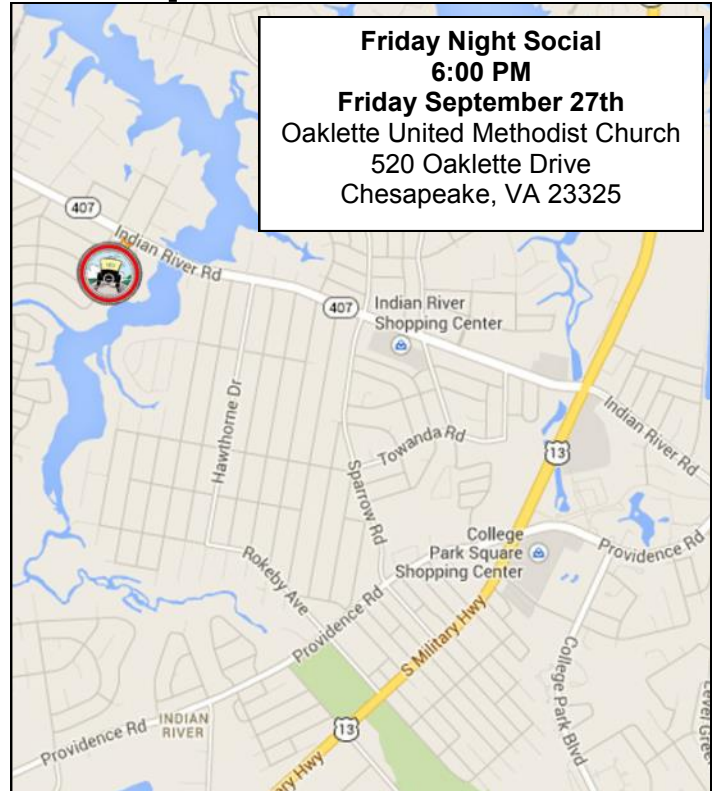 Friday Night Social
6:00 PM
Friday September 27th
Oaklette United Methodist Church
520 Oaklette Drive
Chesapeake, VA 23325
407
Indian River Rd
407
Indian River
Shopping Center
Hawthorne Dr
Indian River Rd
Towanda Rd
13
Sparrow Rd
College
Park Square
Shopping Center
Providence Rd
Rokeby Ave
Providence Rd
S Military Hwy
College Park Blvd
INDIAN
RIVER
Providence Rd
13